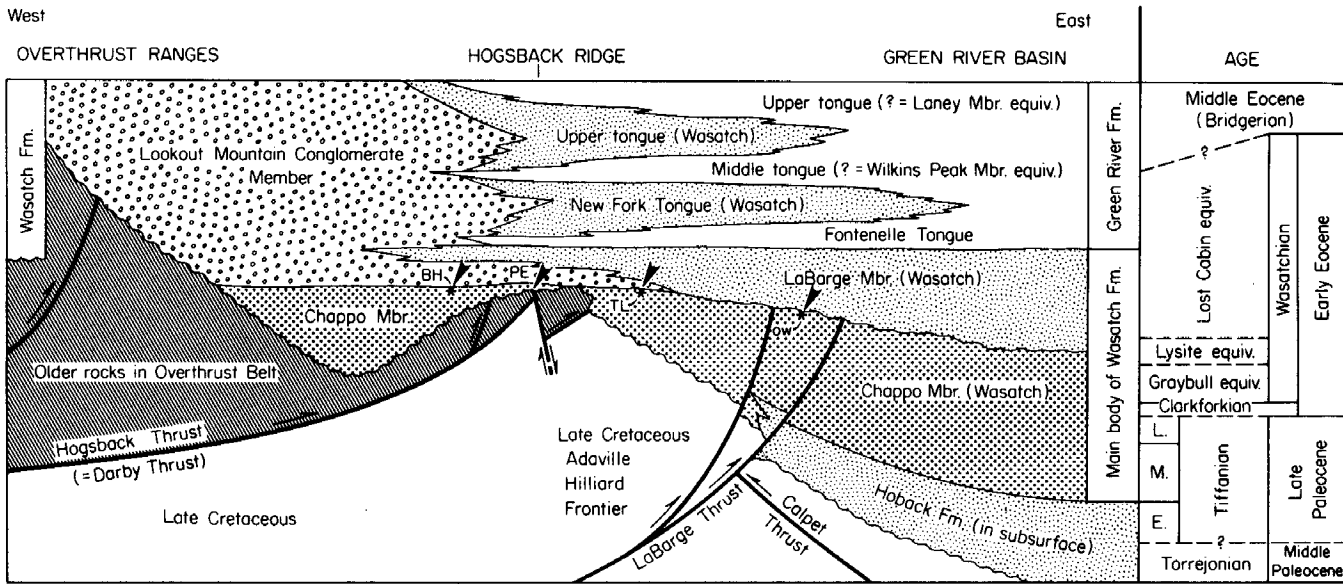 West
East
OVERTHRUST RANGES
HOGSBACK RIDGE
GREEN RIVER BASIN
AGE
Wasatch Fm.
Lookout Mountain Conglomerate
Member
Upper tongue (? = Laney Mbr. equiv.)
Upper tongue (Wasatch)
Middle tongue (? = Wilkins Peak Mbr. equiv.)
New Fork Tongue (Wasatch)
Fontenelle Tongue
BH
PE
TL
LaBarge Mbr. (Wasatch)
Chappo Mbr.
ow
Older rocks in Overthrust Belt
Chappo Mbr. (Wasatch)
Hogsback Thrust
(= Darby Thrust)
Late Cretaceous
Late Cretaceous
Adaville
Hilliard
Frontier
LaBarge Thrust
Calpet
Thrust
Hoback Fm. (in subsurface)
Green River Fm.
Main body of Wasatch Fm.
Middle Eocene
(Bridgerion)
?
Lost Cabin equiv.
Wasatchian
Early Eocene
Lysite equiv.
Graybull equiv.
Clarkforkian
L.
M.
E.
Tiffanian
Late
Paleocene
?
Torrejonian
Middle
Paleocene